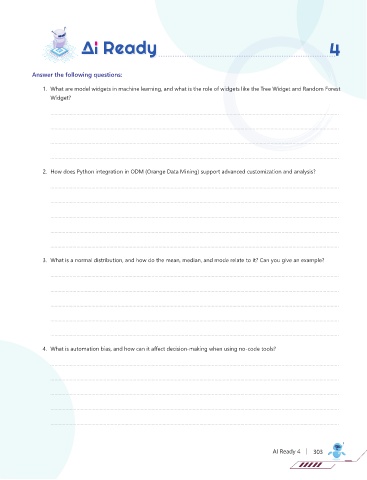 Ai Ready
4
Answer the following questions:
1. What are model widgets in machine learning, and what is the role of widgets like the Tree Widget and Random Forest
Widget?
2. How does Python integration in ODM (Orange Data Mining) support advanced customization and analysis?
3. What is a normal distribution, and how do the mean, median, and mode relate to it? Can you give an example?
4. What is automation bias, and how can it affect decision-making when using no-code tools?
AI Ready 4 | 303